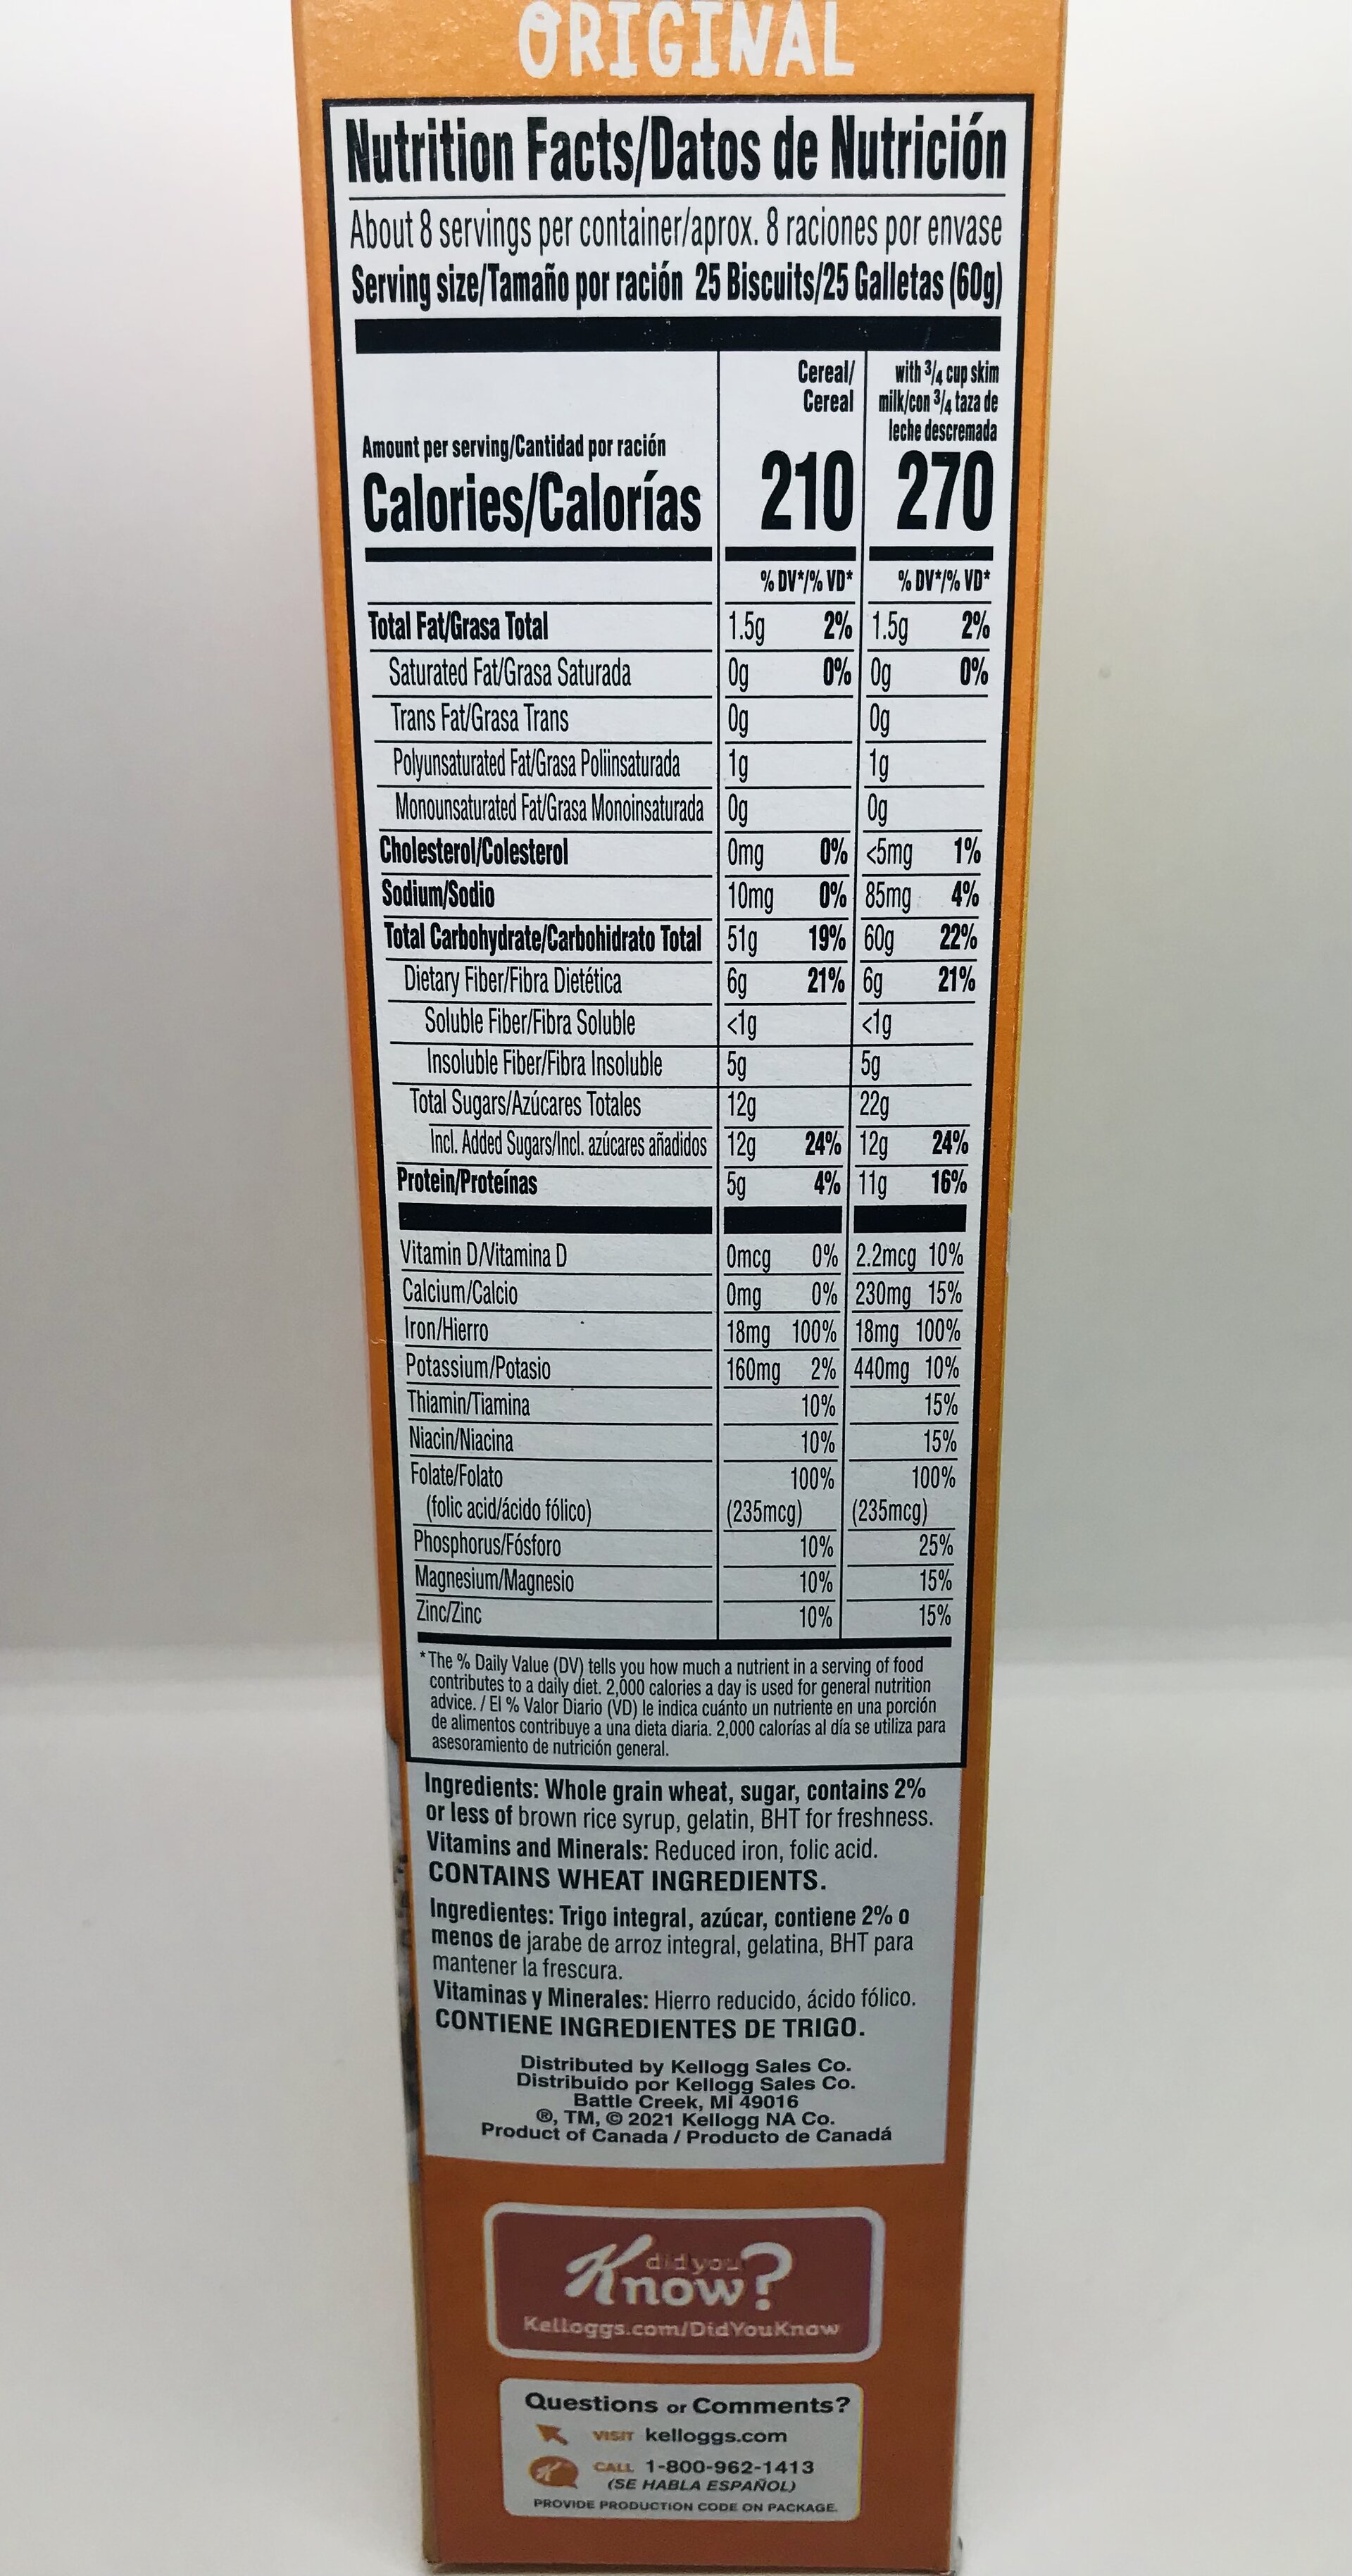 ORIGINAL
Nutrition Facts/Datos de Nutrición
About 8 servings per container/aprox. 8 raciones por envase
Serving size/Tamaño por ración 25 Biscuits/25 Galletas (60g)
Cereal/
Cereal
with 3/4 cup skim
milk/con 3/4 taza de
leche descremada
Amount per serving/Cantidad por ración
Calories/Calorías 210 270
% DV*/% VD* % DV*/% VD*
Total Fat/Grasa Total 1.5g 2% 1.5g 2%
Saturated Fat/Grasa Saturada 0g 0% 0g 0%
Trans Fat/Grasa Trans 0g 0g
Polyunsaturated Fat/Grasa Poliinsaturada 1g 1g
Monounsaturated Fat/Grasa Monoinsaturada 0g 0g
Cholesterol/Colesterol 0mg 0% <5mg 1%
Sodium/Sodio 10mg 0% 85mg 4%
Total Carbohydrate/Carbohidrato Total 51g 19% 60g 22%
Dietary Fiber/Fibra Dietética 6g 21% 6g 21%
Soluble Fiber/Fibra Soluble <1g <1g
Insoluble Fiber/Fibra Insoluble 5g 5g
Total Sugars/Azúcares Totales 12g 22g
Incl. Added Sugars/Incl. azúcares añadidos 12g 24% 12g 24%
Protein/Proteínas 5g 4% 11g 16%
Vitamin D/Vitamina D 0mcg 0% 2.2mcg 10%
Calcium/Calcio 0mg 0% 230mg 15%
Iron/Hierro 18mg 100% 18mg 100%
Potassium/Potasio 160mg 2% 440mg 10%
Thiamin/Tiamina 10% 15%
Niacin/Niacina 10% 15%
Folate/Folato 100% 100%
(folic acid/ácido fólico) (235mcg) (235mcg)
Phosphorus/Fósforo 10% 25%
Magnesium/Magnesio 10% 15%
Zinc/Zinc 10% 15%
*The % Daily Value (DV) tells you how much a nutrient in a serving of food
contributes to a daily diet. 2,000 calories a day is used for general nutrition
advice. / El % Valor Diario (VD) le indica cuánto un nutriente en una porción
de alimentos contribuye a una dieta diaria. 2,000 calorías al día se utiliza para
asesoramiento de nutrición general.
Ingredients: Whole grain wheat, sugar, contains 2%
or less of brown rice syrup, gelatin, BHT for freshness.
Vitamins and Minerals: Reduced iron, folic acid.
CONTAINS WHEAT INGREDIENTS.
Ingredientes: Trigo integral, azúcar, contiene 2% o
menos de jarabe de arroz integral, gelatina, BHT para
mantener la frescura.
Vitaminas y Minerales: Hierro reducido, ácido fólico.
CONTIENE INGREDIENTES DE TRIGO.
Distributed by Kellogg Sales Co.
Distribuido por Kellogg Sales Co.
Battle Creek, MI 49016
®, TM, © 2021 Kellogg NA Co.
Product of Canada / Producto de Canadá
did you
Know?
Kelloggs.com/DidYouKnow
Questions or Comments?
VISIT kelloggs.com
K
CALL 1-800-962-1413
(SE HABLA ESPAÑOL)
PROVIDE PRODUCTION CODE ON PACKAGE.